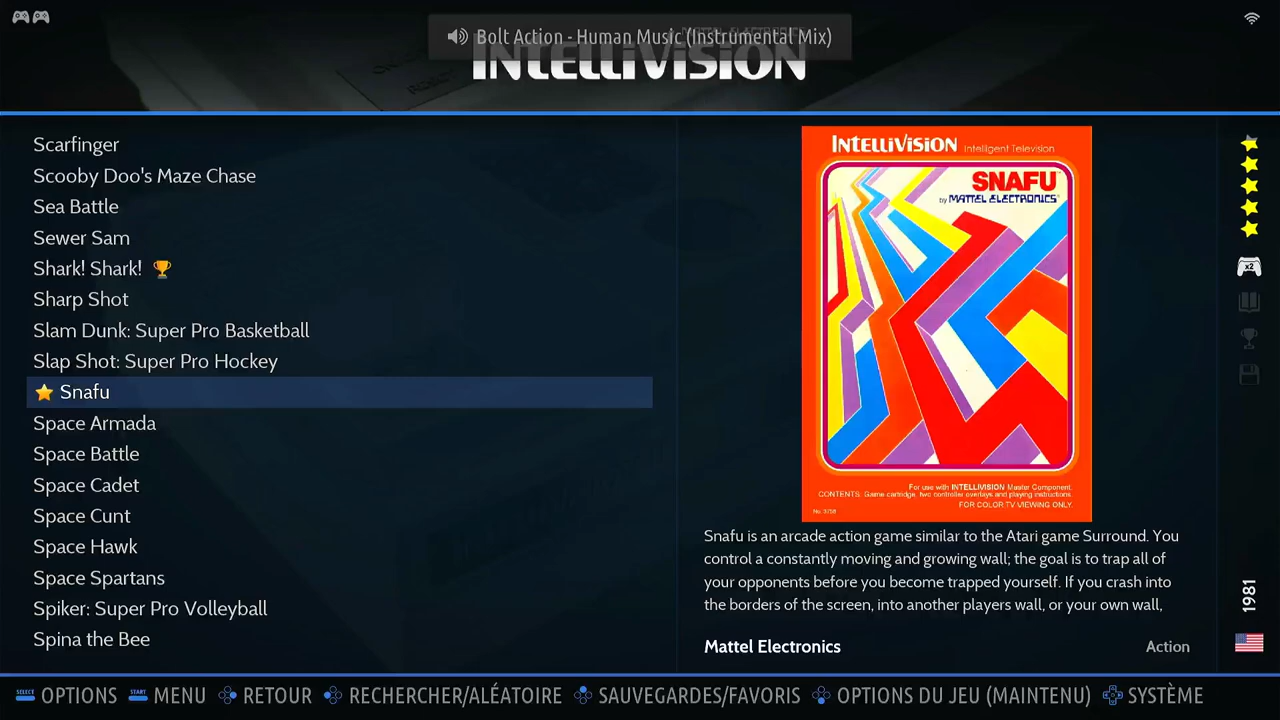 Bolt Action - Human Music (Instrumental Mix)
INTELLIVISION
Scarfinger
Scooby Doo's Maze Chase
Sea Battle
Sewer Sam
Shark! Shark!
Sharp Shot
Slam Dunk: Super Pro Basketball
Slap Shot: Super Pro Hockey
Snafu
Space Armada
Space Battle
Space Cadet
Space Cunt
Space Hawk
Space Spartans
Spiker: Super Pro Volleyball
Spina the Bee
INTELLIVISION Intelligent Television
SNAFU™
by MATTEL ELECTRONICS®
For use with INTELLIVISION Master Component.
CONTENTS: Game cartridge, two controller overlays and playing instructions.
FOR COLOR TV VIEWING ONLY.
No. 3758
Snafu is an arcade action game similar to the Atari game Surround. You
control a constantly moving and growing wall; the goal is to trap all of
your opponents before you become trapped yourself. If you crash into
the borders of the screen, into another players wall, or your own wall,
Mattel Electronics
Action
x2
1981
SELECT OPTIONS START MENU RETOUR RECHERCHER/ALÉATOIRE SAUVEGARDES/FAVORIS OPTIONS DU JEU (MAINTENU) SYSTÈME